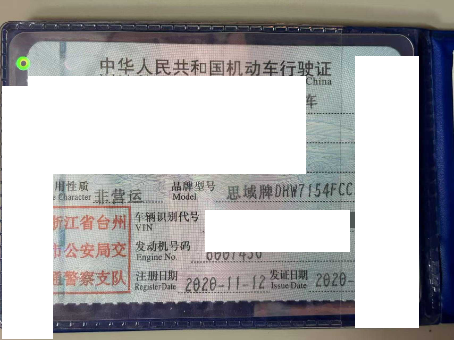 中华人民共和国机动车行驶证
China
车
用性质 非营运 品牌型号 思域牌DHW7154FCC
Character Model
浙江省台州 车辆识别代号
VIN
市公安局交 发动机号码
Engine No.
通警察支队 注册日期 2020-11-12 发证日期 2020-
Register Date Issue Date